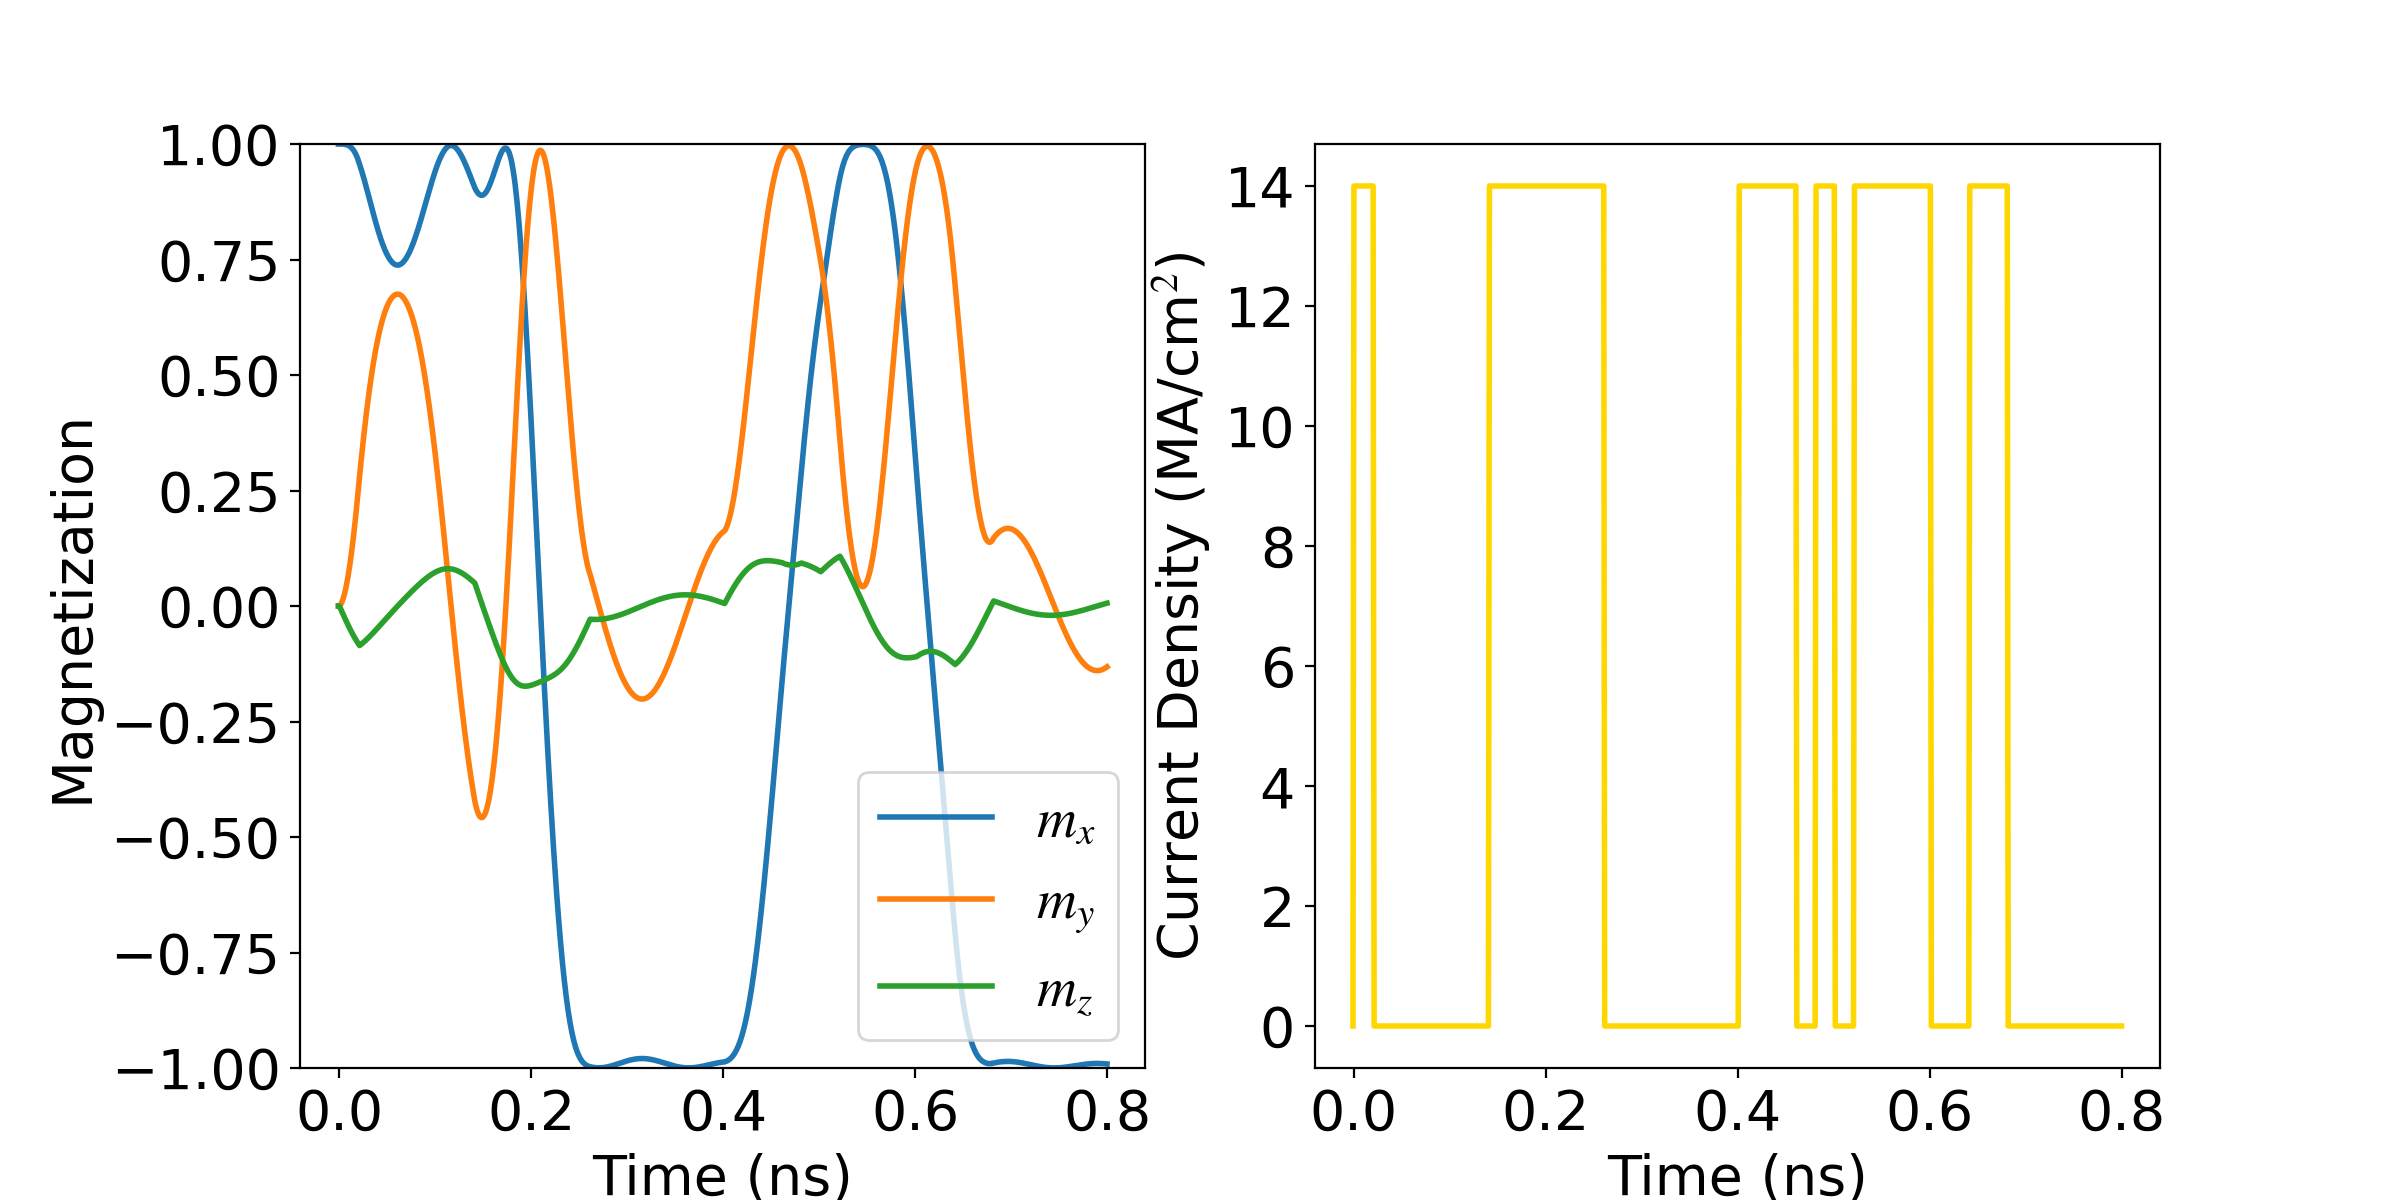 Magnetization
1.00
0.75
0.50
0.25
0.00
−0.25
−0.50
−0.75
−1.00
0.0 0.2 0.4 0.6 0.8
Time (ns)
m_x
m_y
m_z
Current Density (MA/cm²)
14
12
10
8
6
4
2
0
0.0 0.2 0.4 0.6 0.8
Time (ns)